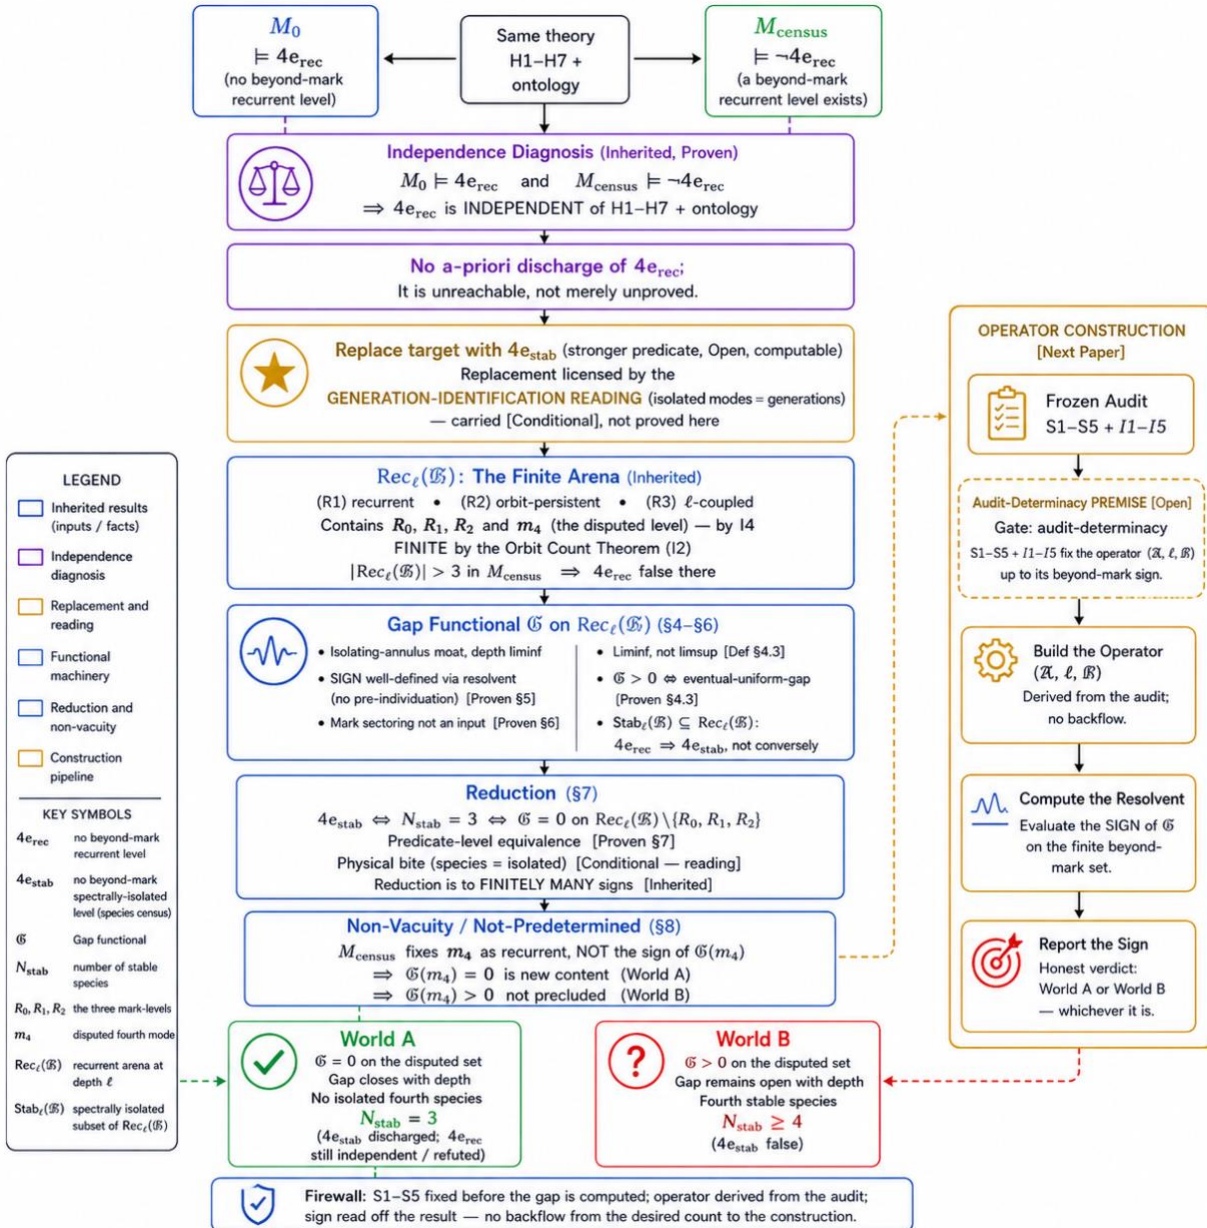 M₀
⊨ 4e_rec
(no beyond-mark
recurrent level)
Same theory
H1–H7 +
ontology
M_census
⊨ ¬4e_rec
(a beyond-mark
recurrent level exists)
Independence Diagnosis (Inherited, Proven)
M₀ ⊨ 4e_rec and M_census ⊨ ¬4e_rec
⇒ 4e_rec is INDEPENDENT of H1–H7 + ontology
No a-priori discharge of 4e_rec;
It is unreachable, not merely unproved.
Replace target with 4e_stab (stronger predicate, Open, computable)
Replacement licensed by the
GENERATION-IDENTIFICATION READING (isolated modes = generations)
— carried [Conditional], not proved here
Rec_ℓ(𝔅): The Finite Arena (Inherited)
(R1) recurrent • (R2) orbit-persistent • (R3) ℓ-coupled
Contains R₀, R₁, R₂ and m₄ (the disputed level) — by I4
FINITE by the Orbit Count Theorem (I2)
|Rec_ℓ(𝔅)| > 3 in M_census ⇒ 4e_rec false there
Gap Functional 𝔊 on Rec_ℓ(𝔅) (§4–§6)
• Isolating-annulus moat, depth liminf
• SIGN well-defined via resolvent
(no pre-individuation) [Proven §5]
• Mark sectoring not an input [Proven §6]
• Liminf, not limsup [Def §4.3]
• 𝔊 > 0 ⇔ eventual-uniform-gap
[Proven §4.3]
• Stab_ℓ(𝔅) ⊆ Rec_ℓ(𝔅):
4e_rec ⇒ 4e_stab, not conversely
Reduction (§7)
4e_stab ⇔ N_stab = 3 ⇔ 𝔊 = 0 on Rec_ℓ(𝔅)\{R₀, R₁, R₂}
Predicate-level equivalence [Proven §7]
Physical bite (species = isolated) [Conditional — reading]
Reduction is to FINITELY MANY signs [Inherited]
Non-Vacuity / Not-Predetermined (§8)
M_census fixes m₄ as recurrent, NOT the sign of 𝔊(m₄)
⇒ 𝔊(m₄) = 0 is new content (World A)
⇒ 𝔊(m₄) > 0 not precluded (World B)
World A
𝔊 = 0 on the disputed set
Gap closes with depth
No isolated fourth species
N_stab = 3
(4e_stab discharged; 4e_rec
still independent / refuted)
World B
𝔊 > 0 on the disputed set
Gap remains open with depth
Fourth stable species
N_stab ≥ 4
(4e_stab false)
Firewall: S1–S5 fixed before the gap is computed; operator derived from the audit;
sign read off the result — no backflow from the desired count to the construction.
OPERATOR CONSTRUCTION
[Next Paper]
Frozen Audit
S1–S5 + I1–I5
Audit-Determinacy PREMISE [Open]
Gate: audit-determinacy
S1–S5 + I1–I5 fix the operator (𝔄, ℓ, 𝔅)
up to its beyond-mark sign.
Build the Operator
(𝔄, ℓ, 𝔅)
Derived from the audit;
no backflow.
Compute the Resolvent
Evaluate the SIGN of 𝔊
on the finite beyond-
mark set.
Report the Sign
Honest verdict:
World A or World B
— whichever it is.
LEGEND
Inherited results
(inputs / facts)
Independence
diagnosis
Replacement and
reading
Functional
machinery
Reduction and
non-vacuity
Construction
pipeline
KEY SYMBOLS
4e_rec no beyond-mark
recurrent level
4e_stab no beyond-mark
spectrally-isolated
level (species census)
𝔊 Gap functional
N_stab number of stable
species
R₀, R₁, R₂ the three mark-levels
m₄ disputed fourth mode
Rec_ℓ(𝔅) recurrent arena at
depth ℓ
Stab_ℓ(𝔅) spectrally isolated
subset of Rec_ℓ(𝔅)